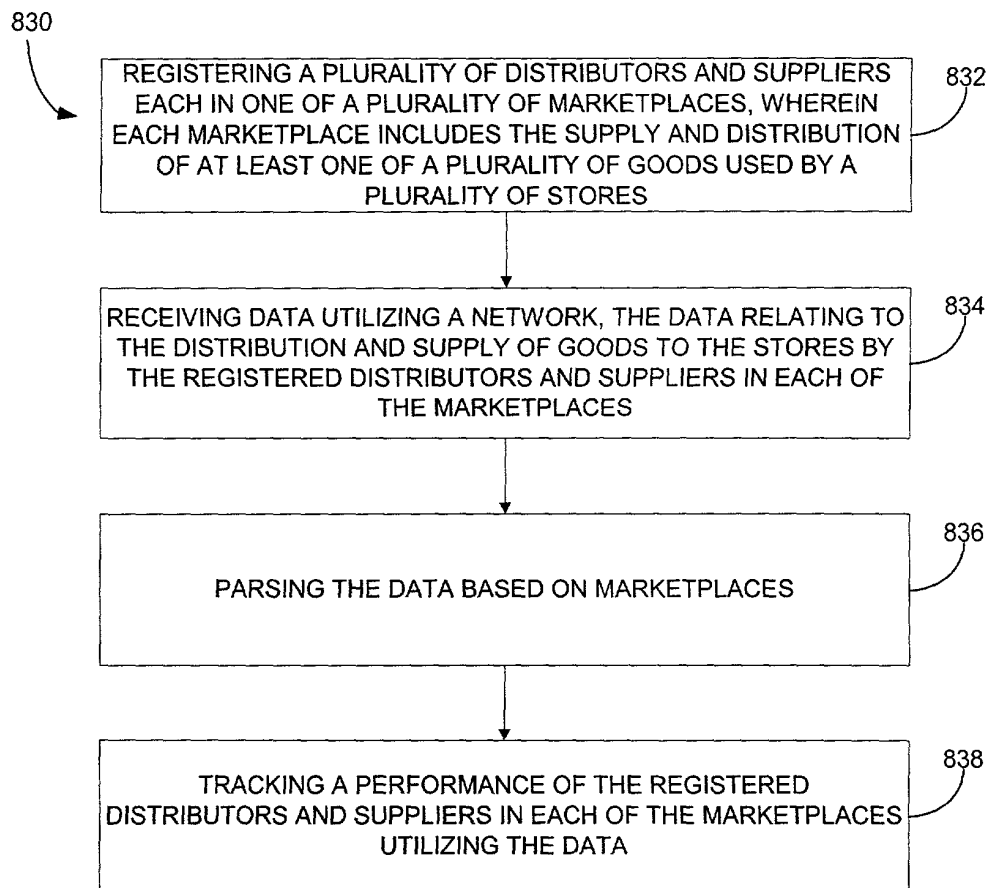 830
REGISTERING A PLURALITY OF DISTRIBUTORS AND SUPPLIERS
EACH IN ONE OF A PLURALITY OF MARKETPLACES, WHEREIN
EACH MARKETPLACE INCLUDES THE SUPPLY AND DISTRIBUTION
OF AT LEAST ONE OF A PLURALITY OF GOODS USED BY A
PLURALITY OF STORES
832
RECEIVING DATA UTILIZING A NETWORK, THE DATA RELATING TO
THE DISTRIBUTION AND SUPPLY OF GOODS TO THE STORES BY
THE REGISTERED DISTRIBUTORS AND SUPPLIERS IN EACH OF
THE MARKETPLACES
834
PARSING THE DATA BASED ON MARKETPLACES
836
TRACKING A PERFORMANCE OF THE REGISTERED
DISTRIBUTORS AND SUPPLIERS IN EACH OF THE MARKETPLACES
UTILIZING THE DATA
838